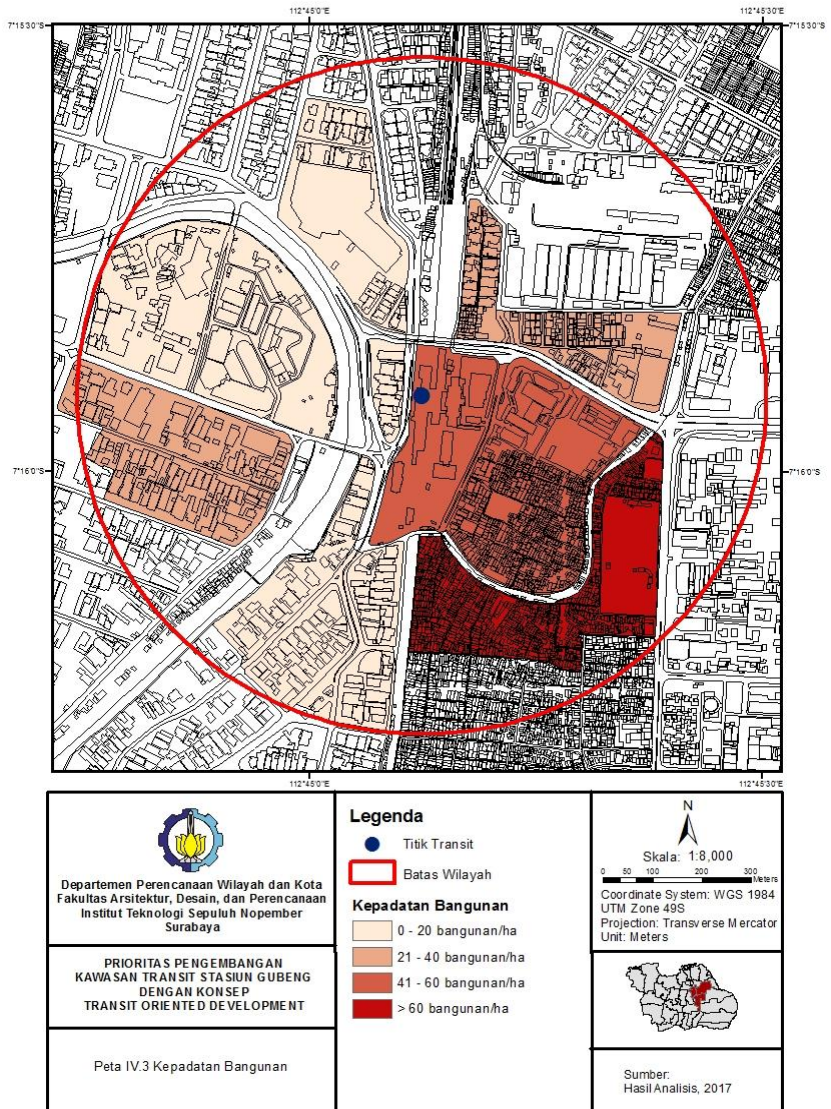 112°45'0"E
112°45'30"E
7°15'30"S
7°15'30"S
7°16'0"S
7°16'0"S
112°45'0"E
112°45'30"E
Departemen Perencanaan Wilayah dan Kota
Fakultas Arsitektur, Desain, dan Perencanaan
Institut Teknologi Sepuluh Nopember
Surabaya
PRIORITAS PENGEMBANGAN
KAWASAN TRANSIT STASIUN GUBENG
DENGAN KONSEP
TRANSIT ORIENTED DEVELOPMENT
Peta IV.3 Kepadatan Bangunan
Legenda
Titik Transit
Batas Wilayah
Kepadatan Bangunan
0 - 20 bangunan/ha
21 - 40 bangunan/ha
41 - 60 bangunan/ha
> 60 bangunan/ha
N
Skala: 1:8,000
0 50 100 200 300
Meters
Coordinate System: WGS 1984
UTM Zone 49S
Projection: Transverse Mercator
Unit: Meters
Sumber:
Hasil Analisis, 2017